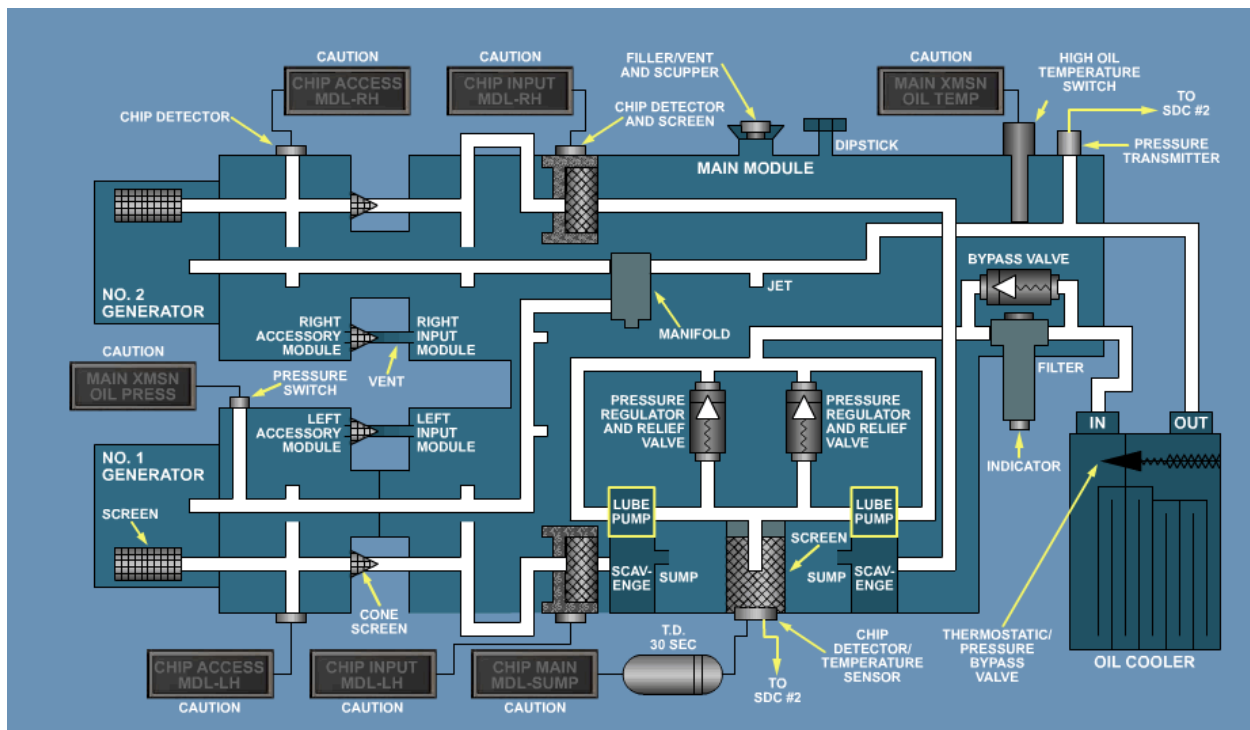 CAUTION
CHIP ACCESS
MDL-RH
CAUTION
CHIP INPUT
MDL-RH
FILLER/VENT
AND SCUPPER
CAUTION
MAIN XMSN
OIL TEMP
HIGH OIL
TEMPERATURE
SWITCH
TO
SDC #2
CHIP DETECTOR
CHIP DETECTOR
AND SCREEN
DIPSTICK
PRESSURE
TRANSMITTER
MAIN MODULE
BYPASS VALVE
JET
NO. 2
GENERATOR
MANIFOLD
RIGHT
ACCESSORY
MODULE
RIGHT
INPUT
MODULE
VENT
FILTER
CAUTION
MAIN XMSN
OIL PRESS
PRESSURE
SWITCH
LEFT
ACCESSORY
MODULE
LEFT
INPUT
MODULE
PRESSURE
REGULATOR
AND RELIEF
VALVE
PRESSURE
REGULATOR
AND RELIEF
VALVE
IN
OUT
NO. 1
GENERATOR
INDICATOR
SCREEN
LUBE
PUMP
LUBE
PUMP
SCREEN
SCAV-
ENGE
SUMP
SUMP
SCAV-
ENGE
CONE
SCREEN
T.D.
30 SEC
CHIP
DETECTOR/
TEMPERATURE
SENSOR
THERMOSTATIC/
PRESSURE
BYPASS
VALVE
OIL COOLER
CHIP ACCESS
MDL-LH
CAUTION
CHIP INPUT
MDL-LH
CAUTION
CHIP MAIN
MDL-SUMP
CAUTION
TO
SDC #2